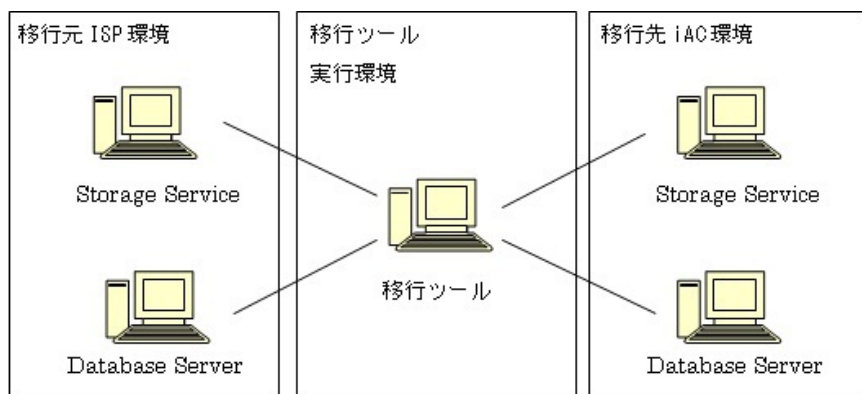 移行元 ISP 環境
Storage Service
Database Server
移行ツール
実行環境
移行ツール
移行先 iAC 環境
Storage Service
Database Server